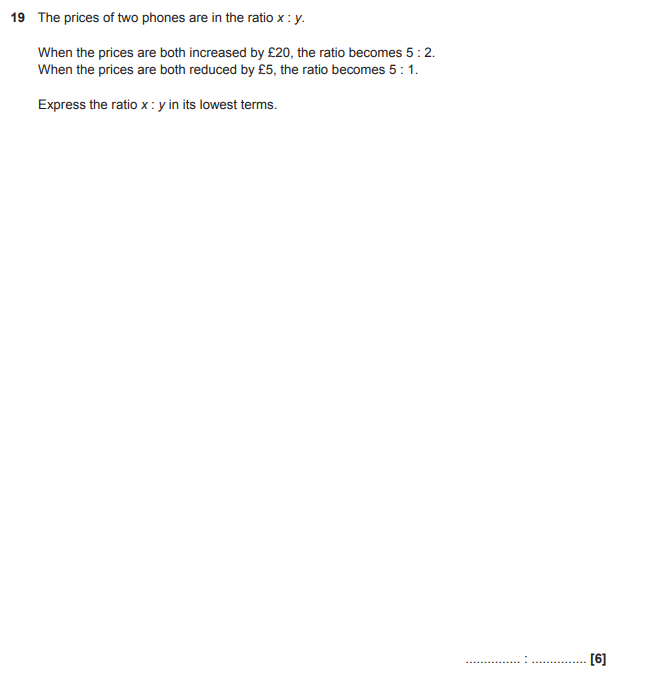 19 The prices of two phones are in the ratio x : y.
When the prices are both increased by £20, the ratio becomes 5 : 2.
When the prices are both reduced by £5, the ratio becomes 5 : 1.
Express the ratio x : y in its lowest terms.
............... : ............... [6]